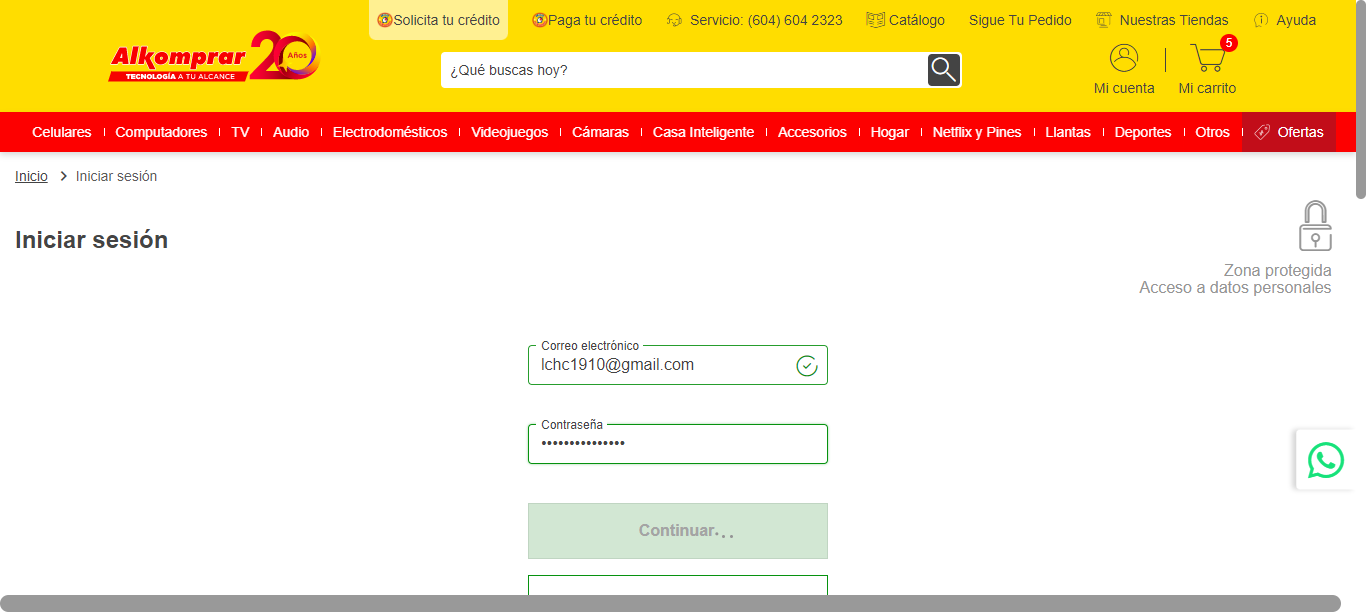 Solicita tu crédito
Paga tu crédito
Servicio: (604) 604 2323
Catálogo
Sigue Tu Pedido
Nuestras Tiendas
Ayuda
Alkomprar 20 Años
TECNOLOGÍA A TU ALCANCE
¿Qué buscas hoy?
Mi cuenta
5
Mi carrito
Celulares
Computadores
TV
Audio
Electrodomésticos
Videojuegos
Cámaras
Casa Inteligente
Accesorios
Hogar
Netflix y Pines
Llantas
Deportes
Otros
Ofertas
Inicio > Iniciar sesión
Iniciar sesión
Zona protegida
Acceso a datos personales
Correo electrónico
lchc1910@gmail.com
Contraseña
•••••••••••••••
Continuar...